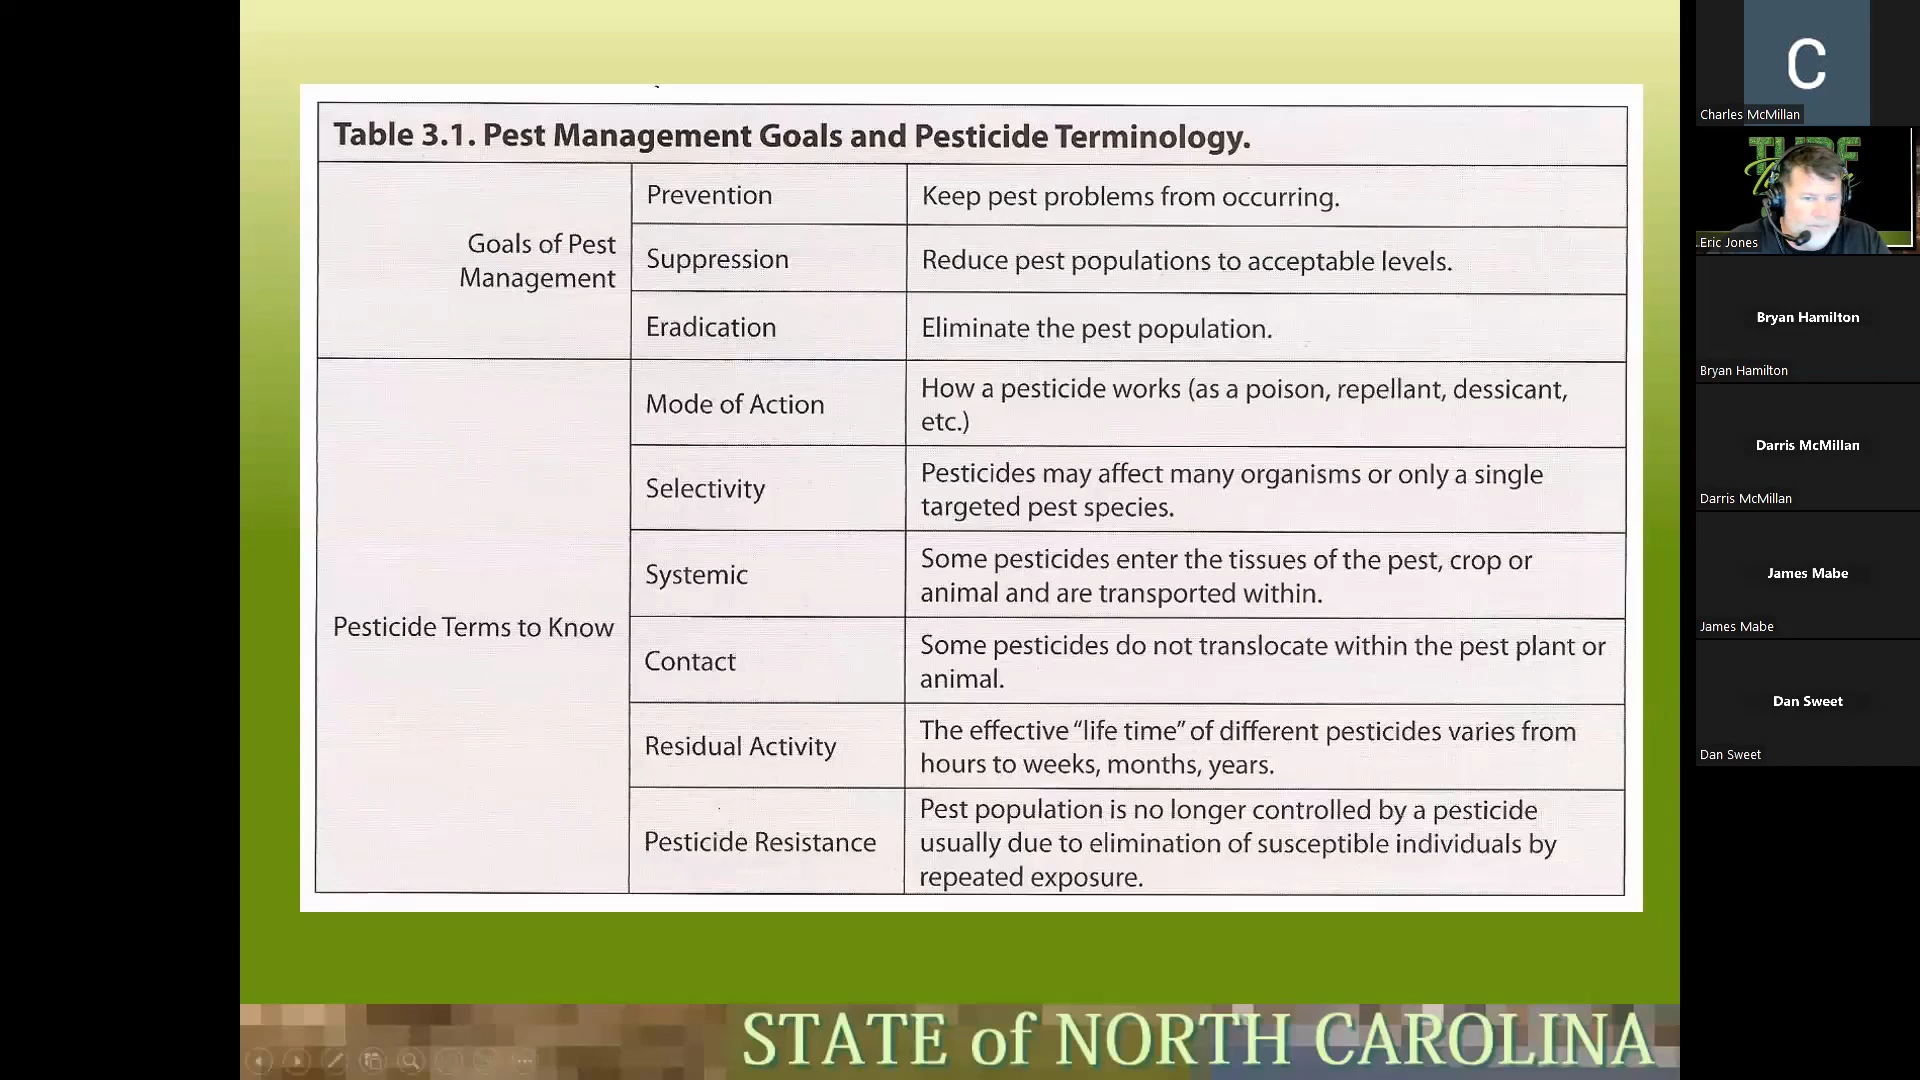 Table 3.1. Pest Management Goals and Pesticide Terminology.
Goals of Pest
Management
Prevention
Keep pest problems from occurring.
Suppression
Reduce pest populations to acceptable levels.
Eradication
Eliminate the pest population.
Pesticide Terms to Know
Mode of Action
How a pesticide works (as a poison, repellant, dessicant,
etc.)
Selectivity
Pesticides may affect many organisms or only a single
targeted pest species.
Systemic
Some pesticides enter the tissues of the pest, crop or
animal and are transported within.
Contact
Some pesticides do not translocate within the pest plant or
animal.
Residual Activity
The effective “life time” of different pesticides varies from
hours to weeks, months, years.
Pesticide Resistance
Pest population is no longer controlled by a pesticide
usually due to elimination of susceptible individuals by
repeated exposure.
STATE of NORTH CAROLINA
C
Charles McMillan
Eric Jones
Bryan Hamilton
Bryan Hamilton
Darris McMillan
Darris McMillan
James Mabe
James Mabe
Dan Sweet
Dan Sweet